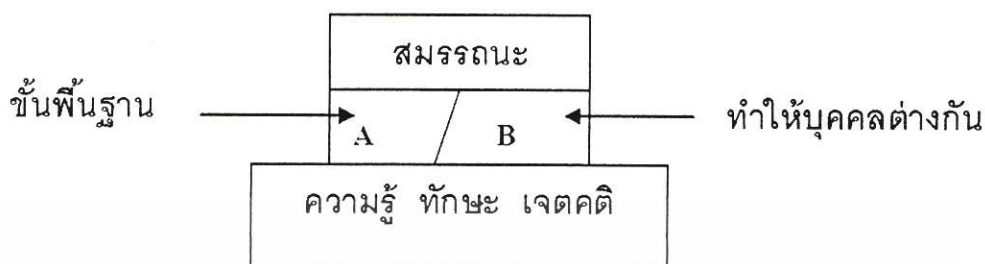 สมรรถนะ
ขั้นพื้นฐาน
A B
ทำให้บุคคลต่างกัน
ความรู้ ทักษะ เจตคติ